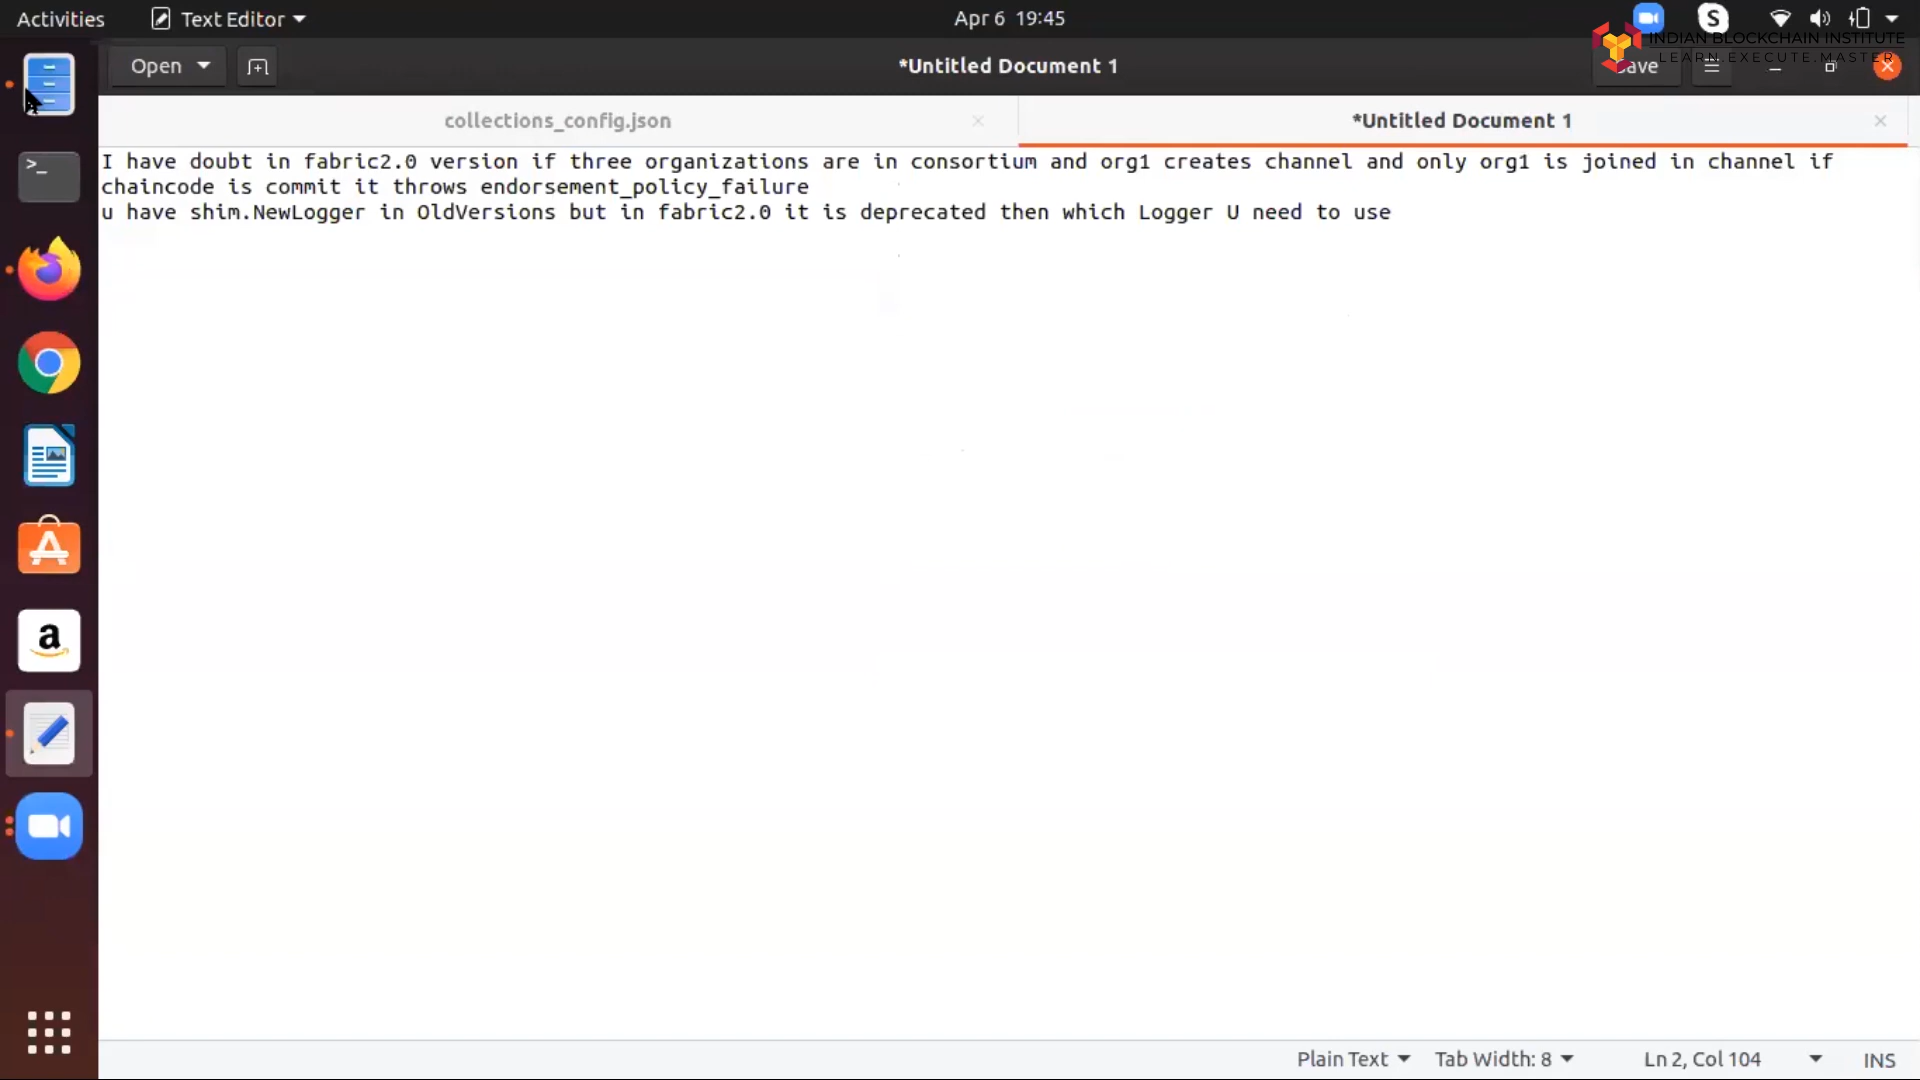 Activities
Text Editor
Apr 6 19:45
INDIAN BLOCKCHAIN INSTITUTE
LEARN.EXECUTE.MASTER
Open
*Untitled Document 1
Save
collections_config.json
*Untitled Document 1
I have doubt in fabric2.0 version if three organizations are in consortium and org1 creates channel and only org1 is joined in channel if
chaincode is commit it throws endorsement_policy_failure
u have shim.NewLogger in OldVersions but in fabric2.0 it is deprecated then which Logger U need to use
Plain Text
Tab Width: 8
Ln 2, Col 104
INS